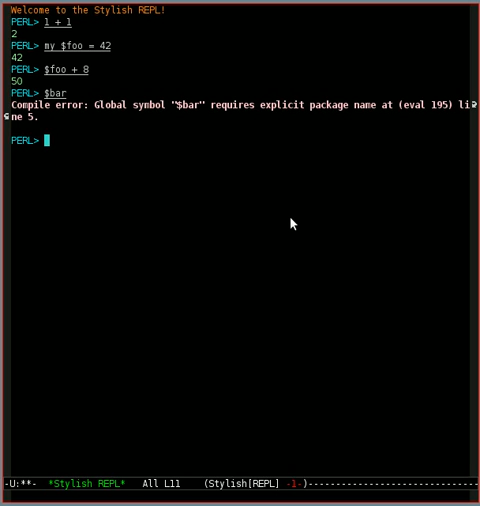 Welcome to the Stylish REPL!
PERL> 1 + 1
2
PERL> my $foo = 42
42
PERL> $foo + 8
50
PERL> $bar
Compile error: Global symbol "$bar" requires explicit package name at (eval 195) li
ne 5.
PERL>
-U:**-  *Stylish REPL*   All L11    (Stylish[REPL] -1-)-------------------------------